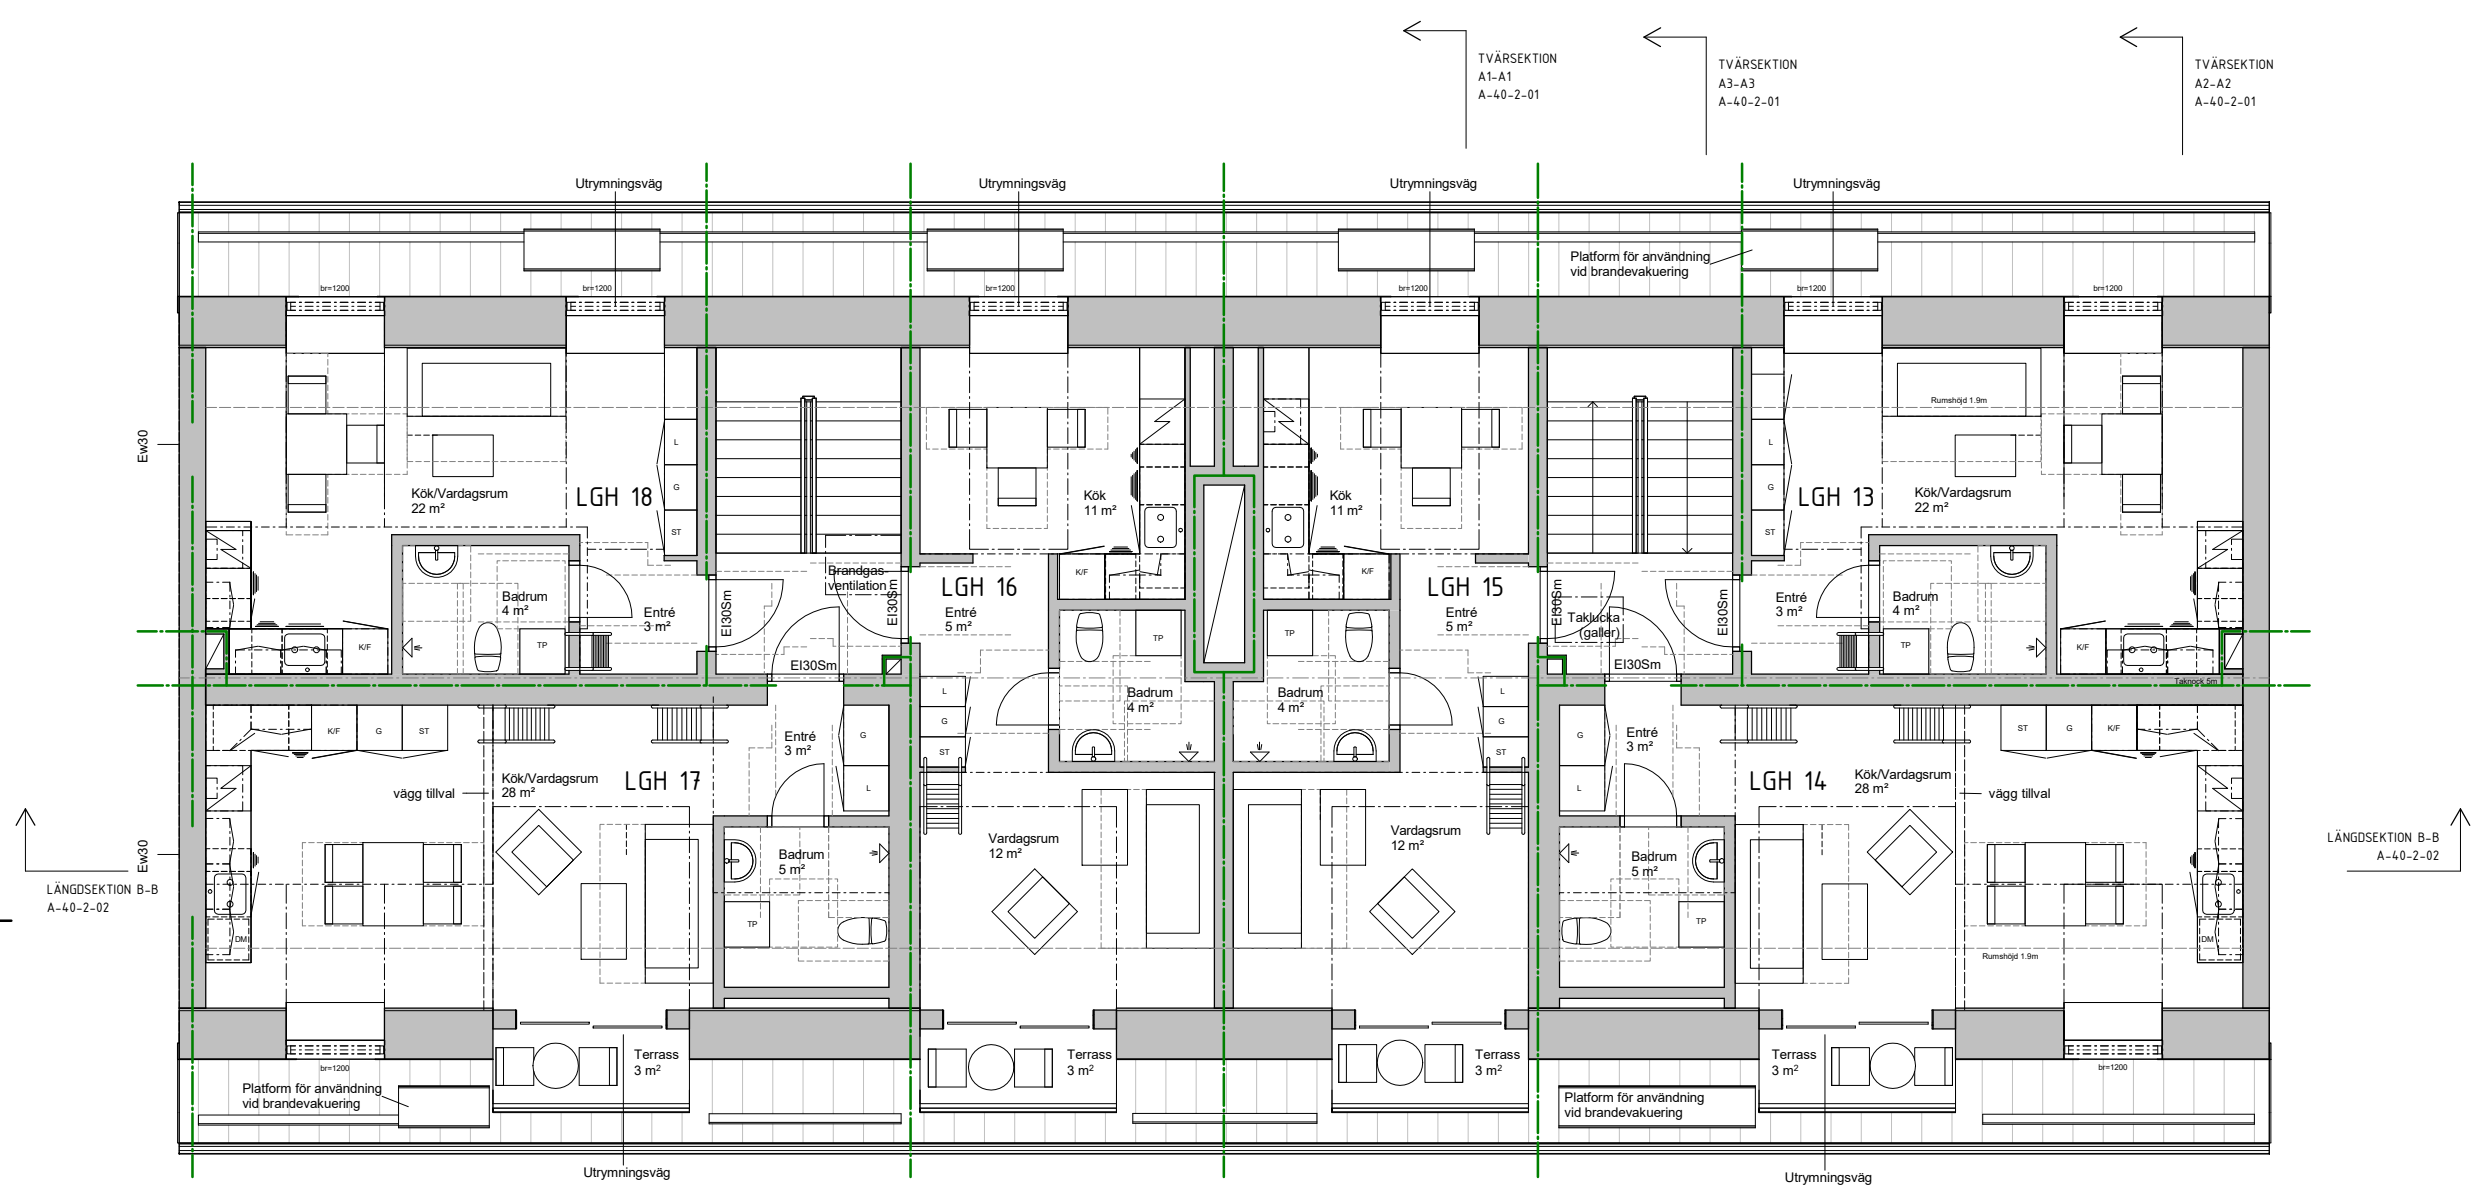 TVÄRSEKTION
A1-A1
A-40-2-01
TVÄRSEKTION
A3-A3
A-40-2-01
TVÄRSEKTION
A2-A2
A-40-2-01
Utrymningsväg
Utrymningsväg
Utrymningsväg
Utrymningsväg
Platform för användning
vid brandevakuering
br=1200
br=1200
br=1200
br=1200
br=1200
br=1200
Ew30
Rumshöjd 1.9m
L
G
ST
L
G
ST
Kök/Vardagsrum
22 m²
LGH 18
Kök
11 m²
Kök
11 m²
LGH 13
Kök/Vardagsrum
22 m²
Brandgas-
ventilation
K/F
K/F
LGH 16
LGH 15
Badrum
4 m²
Entré
3 m²
EI30Sm
EI30Sm
Entré
5 m²
Entré
5 m²
EI30Sm
Taklucka
(galler)
EI30Sm
Entré
3 m²
Badrum
4 m²
K/F
TP
EI30Sm
TP
TP
EI30Sm
TP
K/F
Taknock 5m
L
G
ST
Badrum
4 m²
Badrum
4 m²
L
G
ST
K/F
G
ST
Entré
3 m²
G
L
G
L
Entré
3 m²
ST
G
K/F
Kök/Vardagsrum
28 m²
LGH 17
vägg tillval
LGH 14
Kök/Vardagsrum
28 m²
vägg tillval
Ew30
Badrum
5 m²
Vardagsrum
12 m²
Vardagsrum
12 m²
Badrum
5 m²
LÄNGDSEKTION B-B
A-40-2-02
LÄNGDSEKTION B-B
A-40-2-02
DM
TP
TP
DM
Rumshöjd 1.9m
br=1200
Terrass
3 m²
Terrass
3 m²
Terrass
3 m²
Terrass
3 m²
br=1200
Platform för användning
vid brandevakuering
Platform för användning
vid brandevakuering
Utrymningsväg
Utrymningsväg